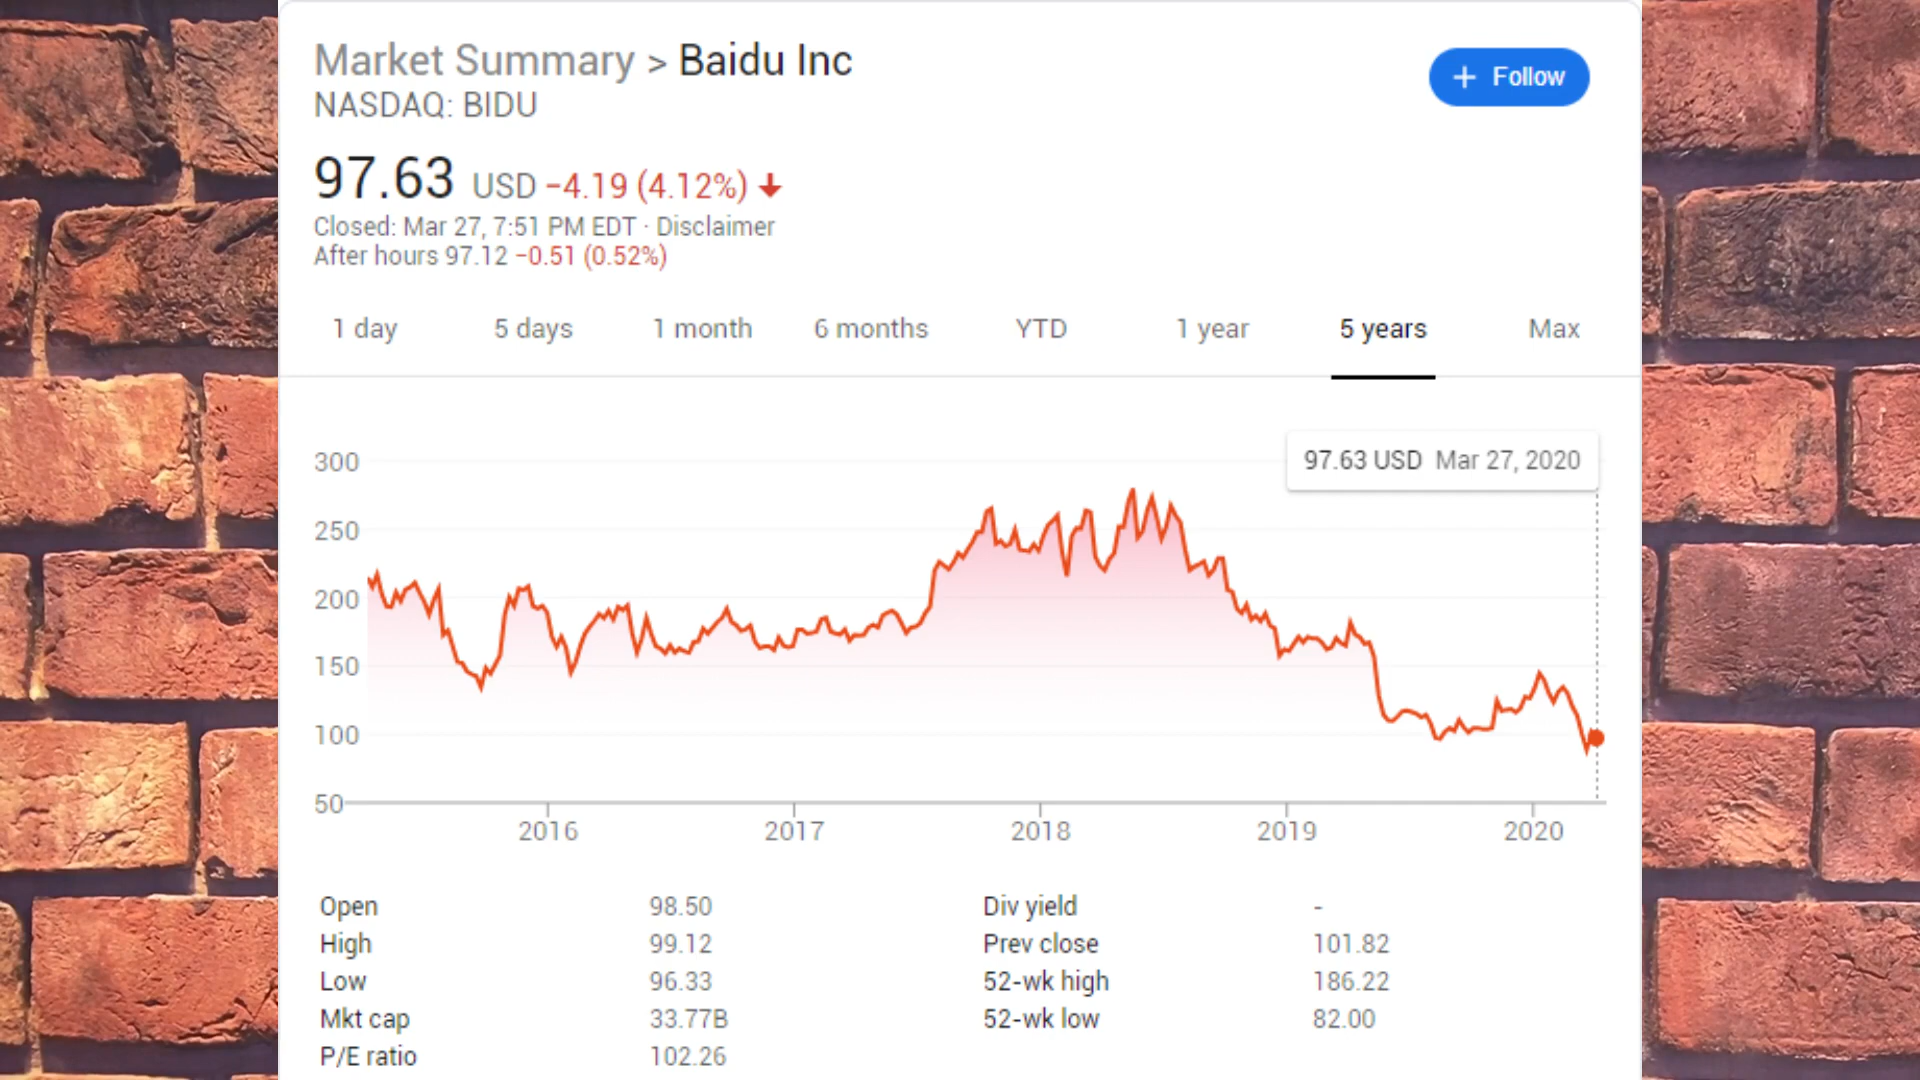 Market Summary > Baidu Inc
NASDAQ: BIDU
+ Follow
97.63 USD −4.19 (4.12%)
Closed: Mar 27, 7:51 PM EDT · Disclaimer
After hours 97.12 −0.51 (0.52%)
1 day 5 days 1 month 6 months YTD 1 year 5 years Max
97.63 USD Mar 27, 2020
300
250
200
150
100
50
2016 2017 2018 2019 2020
Open 98.50 Div yield -
High 99.12 Prev close 101.82
Low 96.33 52-wk high 186.22
Mkt cap 33.77B 52-wk low 82.00
P/E ratio 102.26